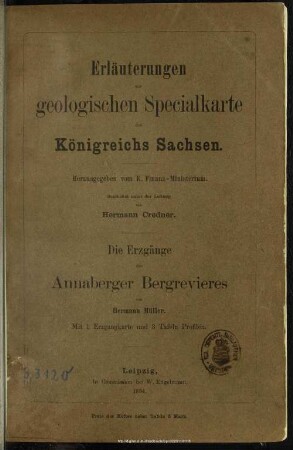 Erläuterungen
zur
geologischen Specialkarte
des
Königreichs Sachsen.
Herausgegeben vom K. Finanz-Ministerium.
Bearbeitet unter der Leitung
von
Hermann Credner.
Die Erzgänge
des
Annaberger Bergrevieres
von
Hermann Müller.
Mit 1 Erzgangkarte und 3 Tafeln Profilen.
Leipzig,
in Commission bei W. Engelmann.
1894.